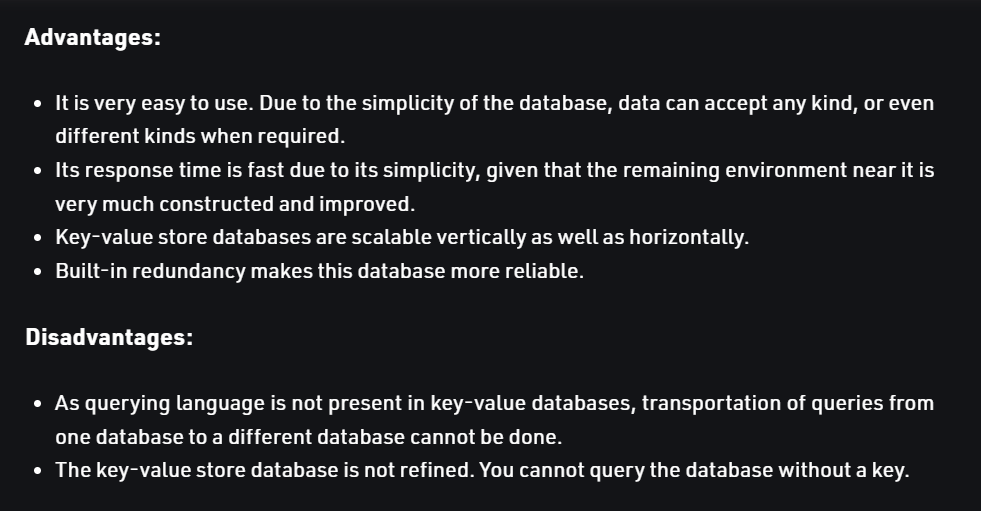 Advantages:
• It is very easy to use. Due to the simplicity of the database, data can accept any kind, or even
different kinds when required.
• Its response time is fast due to its simplicity, given that the remaining environment near it is
very much constructed and improved.
• Key-value store databases are scalable vertically as well as horizontally.
• Built-in redundancy makes this database more reliable.
Disadvantages:
• As querying language is not present in key-value databases, transportation of queries from
one database to a different database cannot be done.
• The key-value store database is not refined. You cannot query the database without a key.